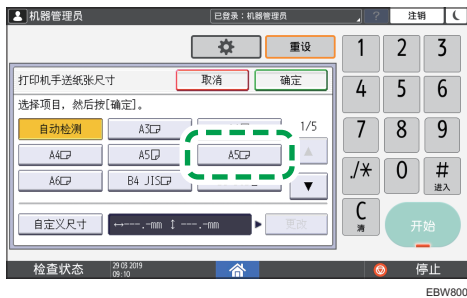 机器管理员
已登录：机器管理员
?
注销
重设
打印机手送纸张尺寸
取消
确定
选择项目，然后按[确定]。
自动检测
A3
1/5
A4
A5
A5
A6
B4 JIS
自定义尺寸
↔---.-mm ↕ ---.-mm
更改
1 2 3
4 5 6
7 8 9
./* 0 #
进入
C
清
开始
检查状态
29 03 2019
09:10
停止
EBW800